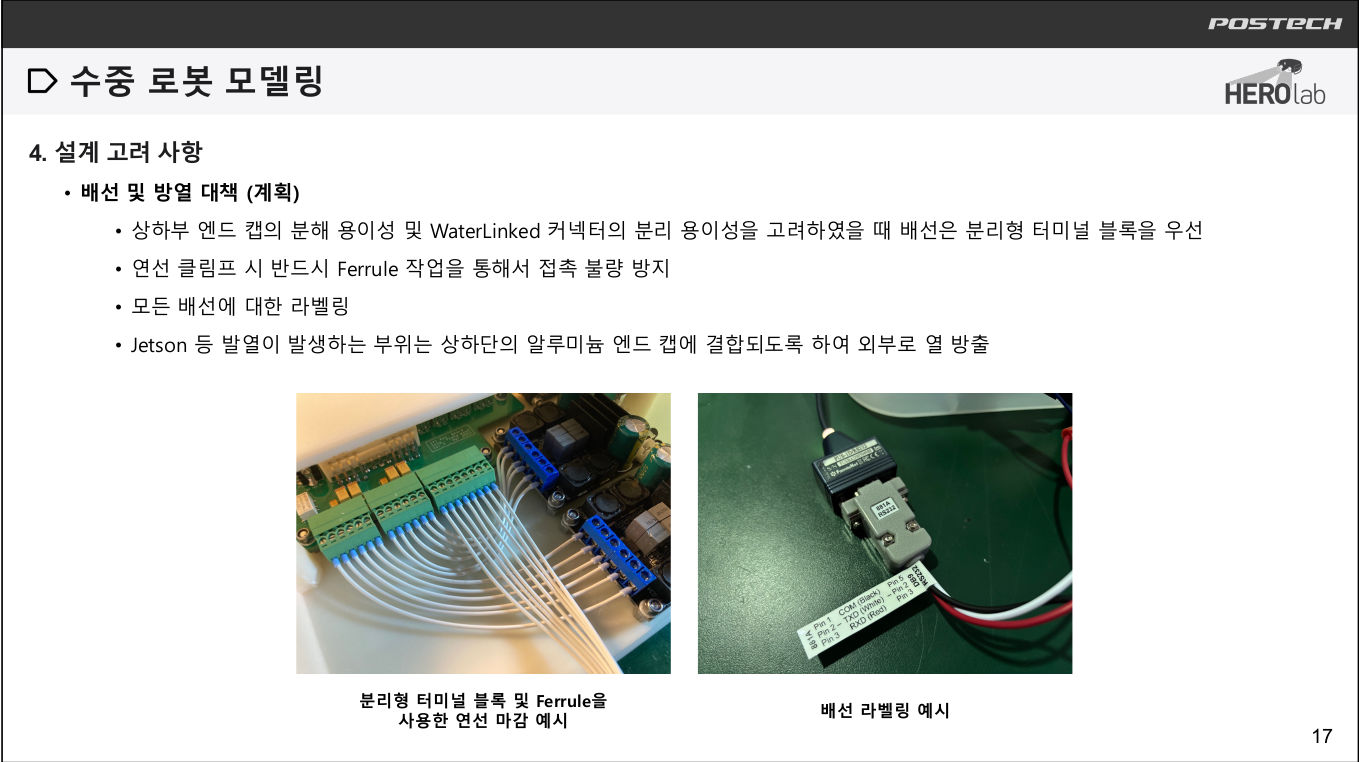 POSTECH
수중 로봇 모델링
HERO lab
4. 설계 고려 사항
• 배선 및 방열 대책 (계획)
• 상하부 엔드 캡의 분해 용이성 및 WaterLinked 커넥터의 분리 용이성을 고려하였을 때 배선은 분리형 터미널 블록을 우선
• 연선 클림프 시 반드시 Ferrule 작업을 통해서 접촉 불량 방지
• 모든 배선에 대한 라벨링
• Jetson 등 발열이 발생하는 부위는 상하단의 알루미늄 엔드 캡에 결합되도록 하여 외부로 열 방출
881A
RS232
881A
Pin 1 COM (Black) Pin 5
Pin 2 – TXD (White) – Pin 2
Pin 3 RXD (Red) Pin 3
DB9
RS232
분리형 터미널 블록 및 Ferrule을
사용한 연선 마감 예시
배선 라벨링 예시
17